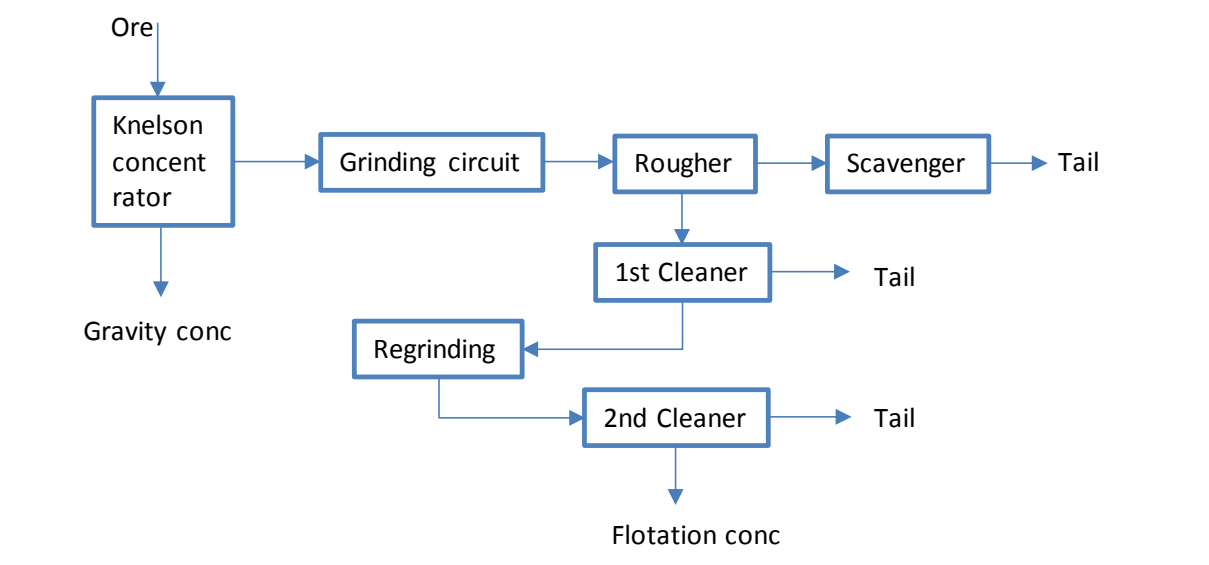 Ore
Knelson
concent
rator
Grinding circuit
Rougher
Scavenger
Tail
1st Cleaner
Tail
Gravity conc
Regrinding
2nd Cleaner
Tail
Flotation conc